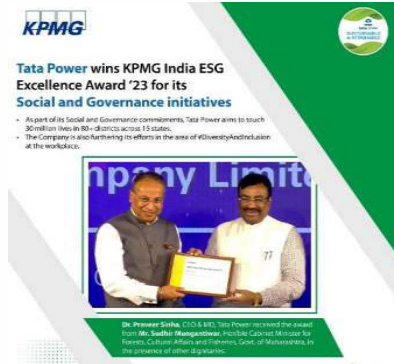 KPMG
Tata Power wins KPMG India ESG
Excellence Award '23 for its
Social and Governance initiatives
• As part of its Social and Governance commitments, Tata Power aims to touch
30 million lives in 80+ districts across 15 states.
• The Company is also furthering its efforts in the area of #DiversityAndInclusion
at the workplace.
mpany Limite
Dr. Praveer Sinha, CEO & MD, Tata Power received the award
from Mr. Sudhir Mungantiwar, Hon'ble Cabinet Minister for
Forests, Cultural Affairs and Fisheries, Govt. of Maharashtra, in
the presence of other dignitaries.